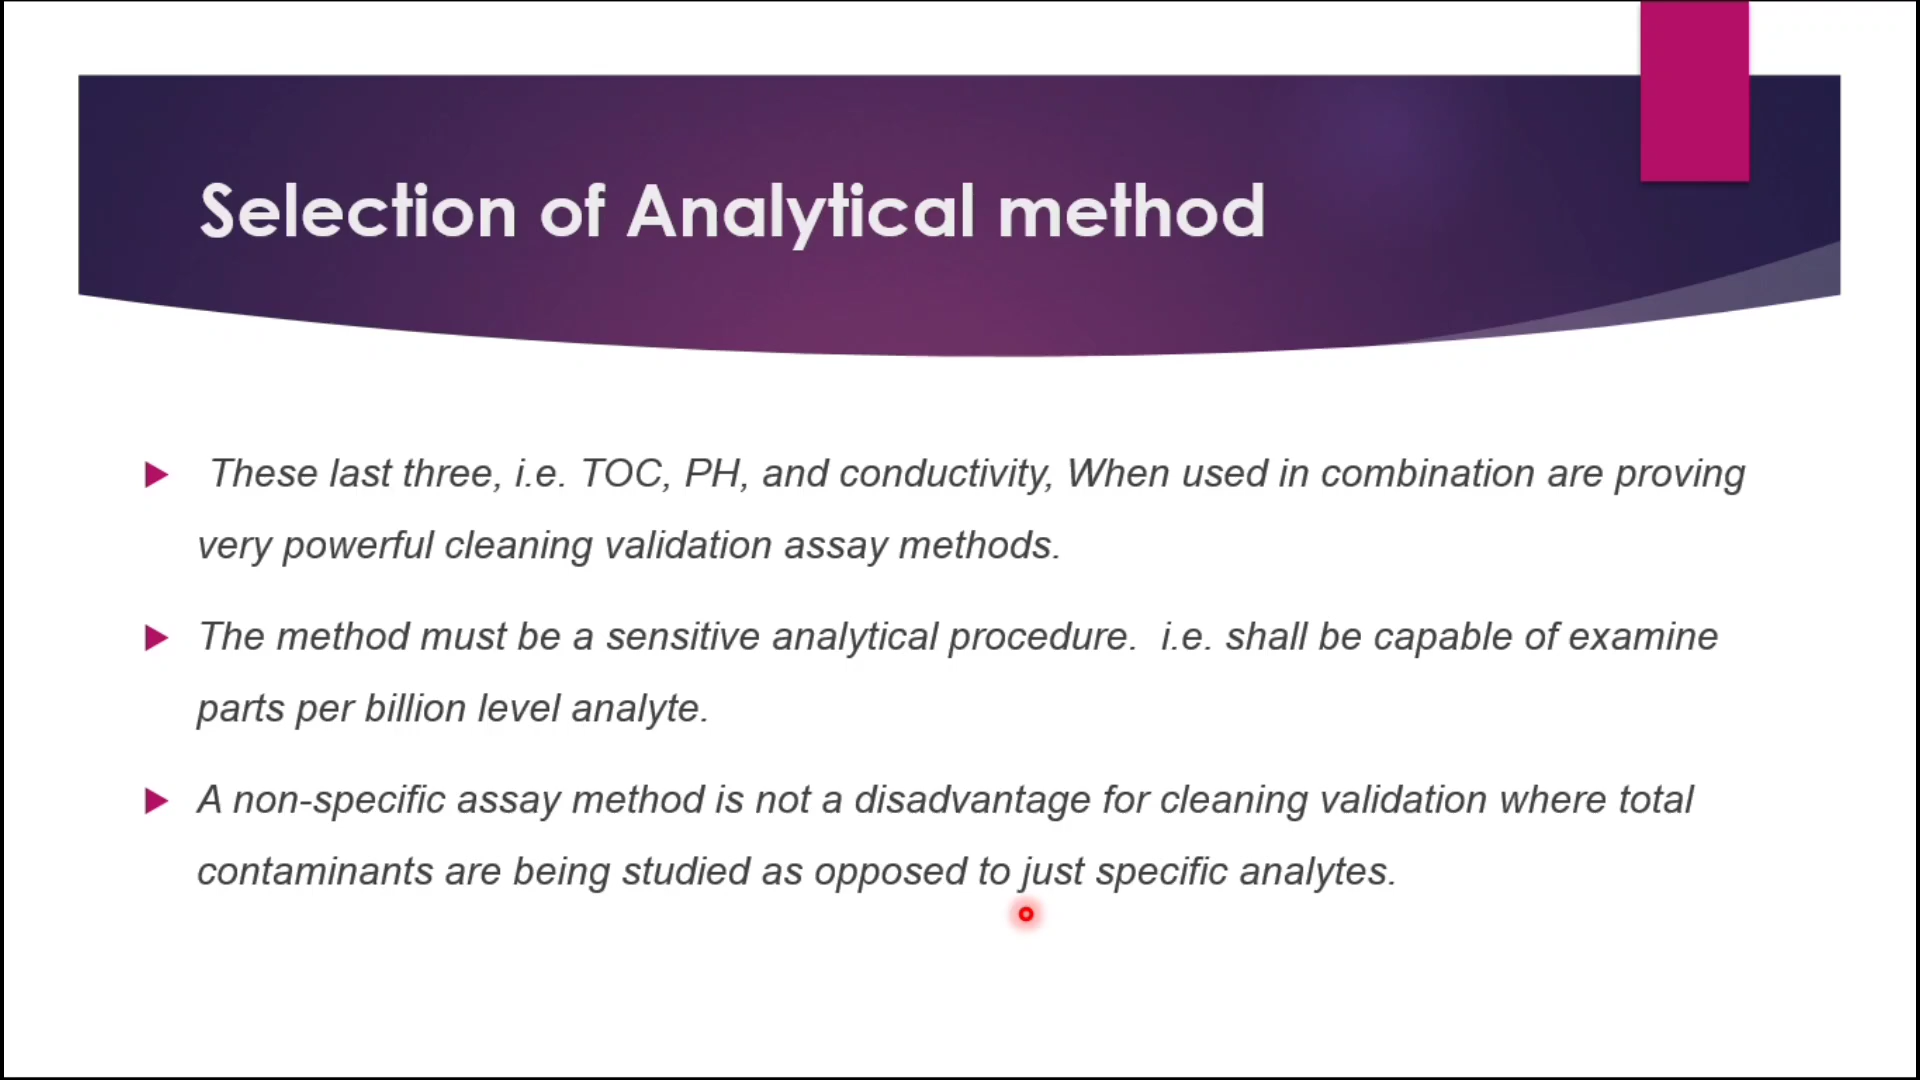 Selection of Analytical method
These last three, i.e. TOC, PH, and conductivity, When used in combination are proving
very powerful cleaning validation assay methods.
The method must be a sensitive analytical procedure.  i.e. shall be capable of examine
parts per billion level analyte.
A non-specific assay method is not a disadvantage for cleaning validation where total
contaminants are being studied as opposed to just specific analytes.